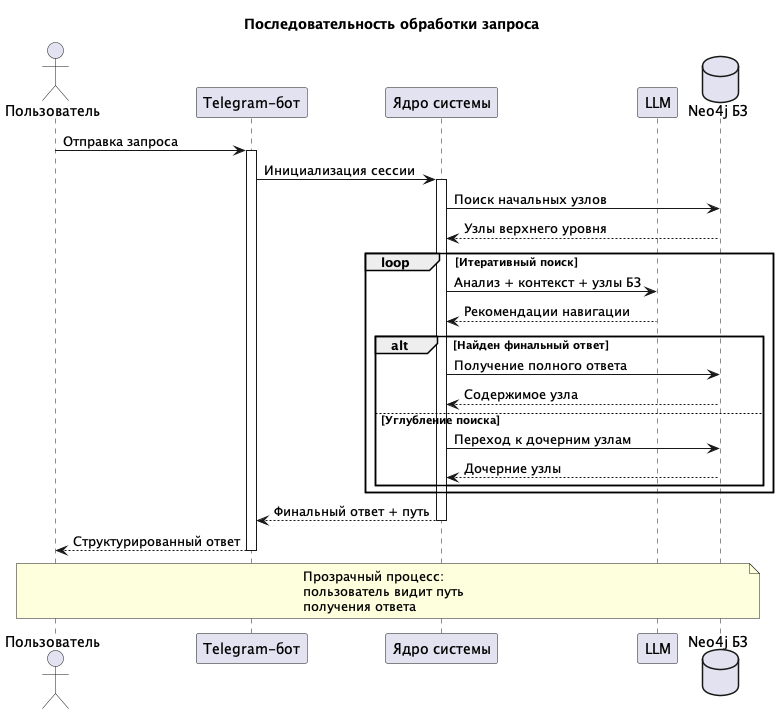 Последовательность обработки запроса
Пользователь
Telegram-бот
Ядро системы
LLM
Neo4j БЗ
Отправка запроса
Инициализация сессии
Поиск начальных узлов
Узлы верхнего уровня
loop
[Итеративный поиск]
Анализ + контекст + узлы БЗ
Рекомендации навигации
alt
[Найден финальный ответ]
Получение полного ответа
Содержимое узла
[Углубление поиска]
Переход к дочерним узлам
Дочерние узлы
Финальный ответ + путь
Структурированный ответ
Прозрачный процесс:
пользователь видит путь
получения ответа
Пользователь
Telegram-бот
Ядро системы
LLM
Neo4j БЗ